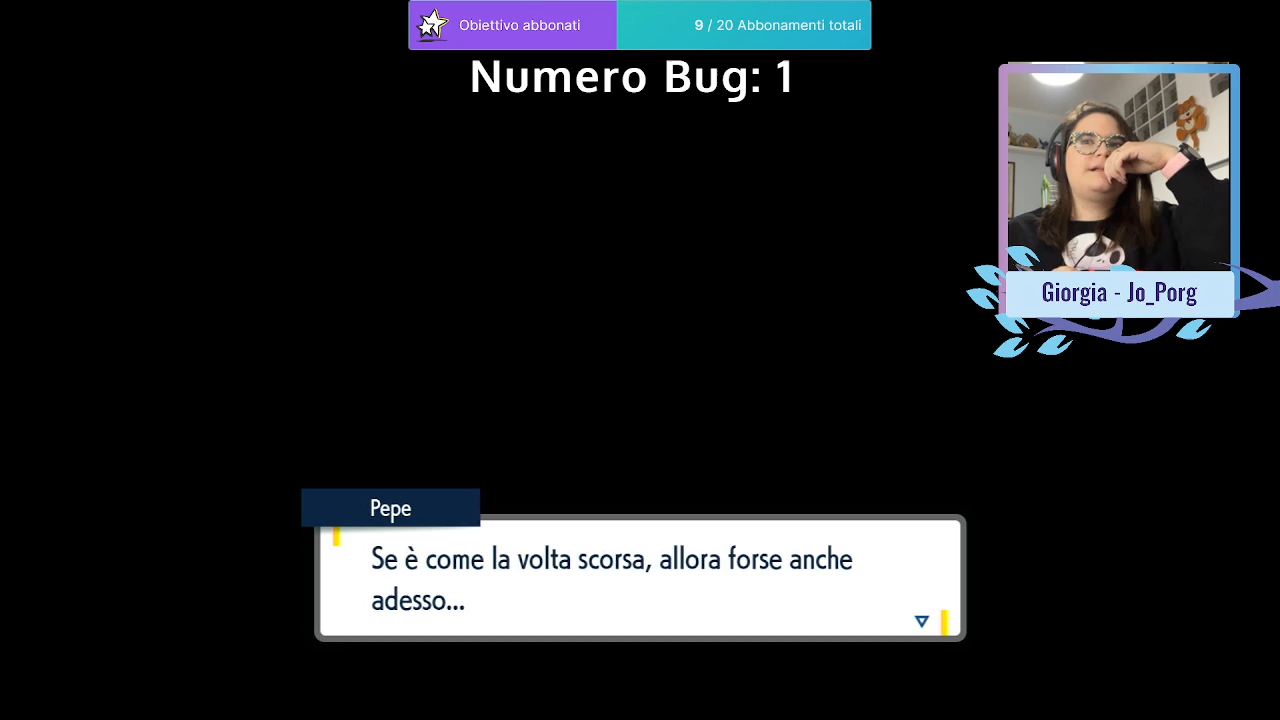 Obiettivo abbonati
9 / 20 Abbonamenti totali
Numero Bug: 1
Giorgia - Jo_Porg
Pepe
Se è come la volta scorsa, allora forse anche
adesso...